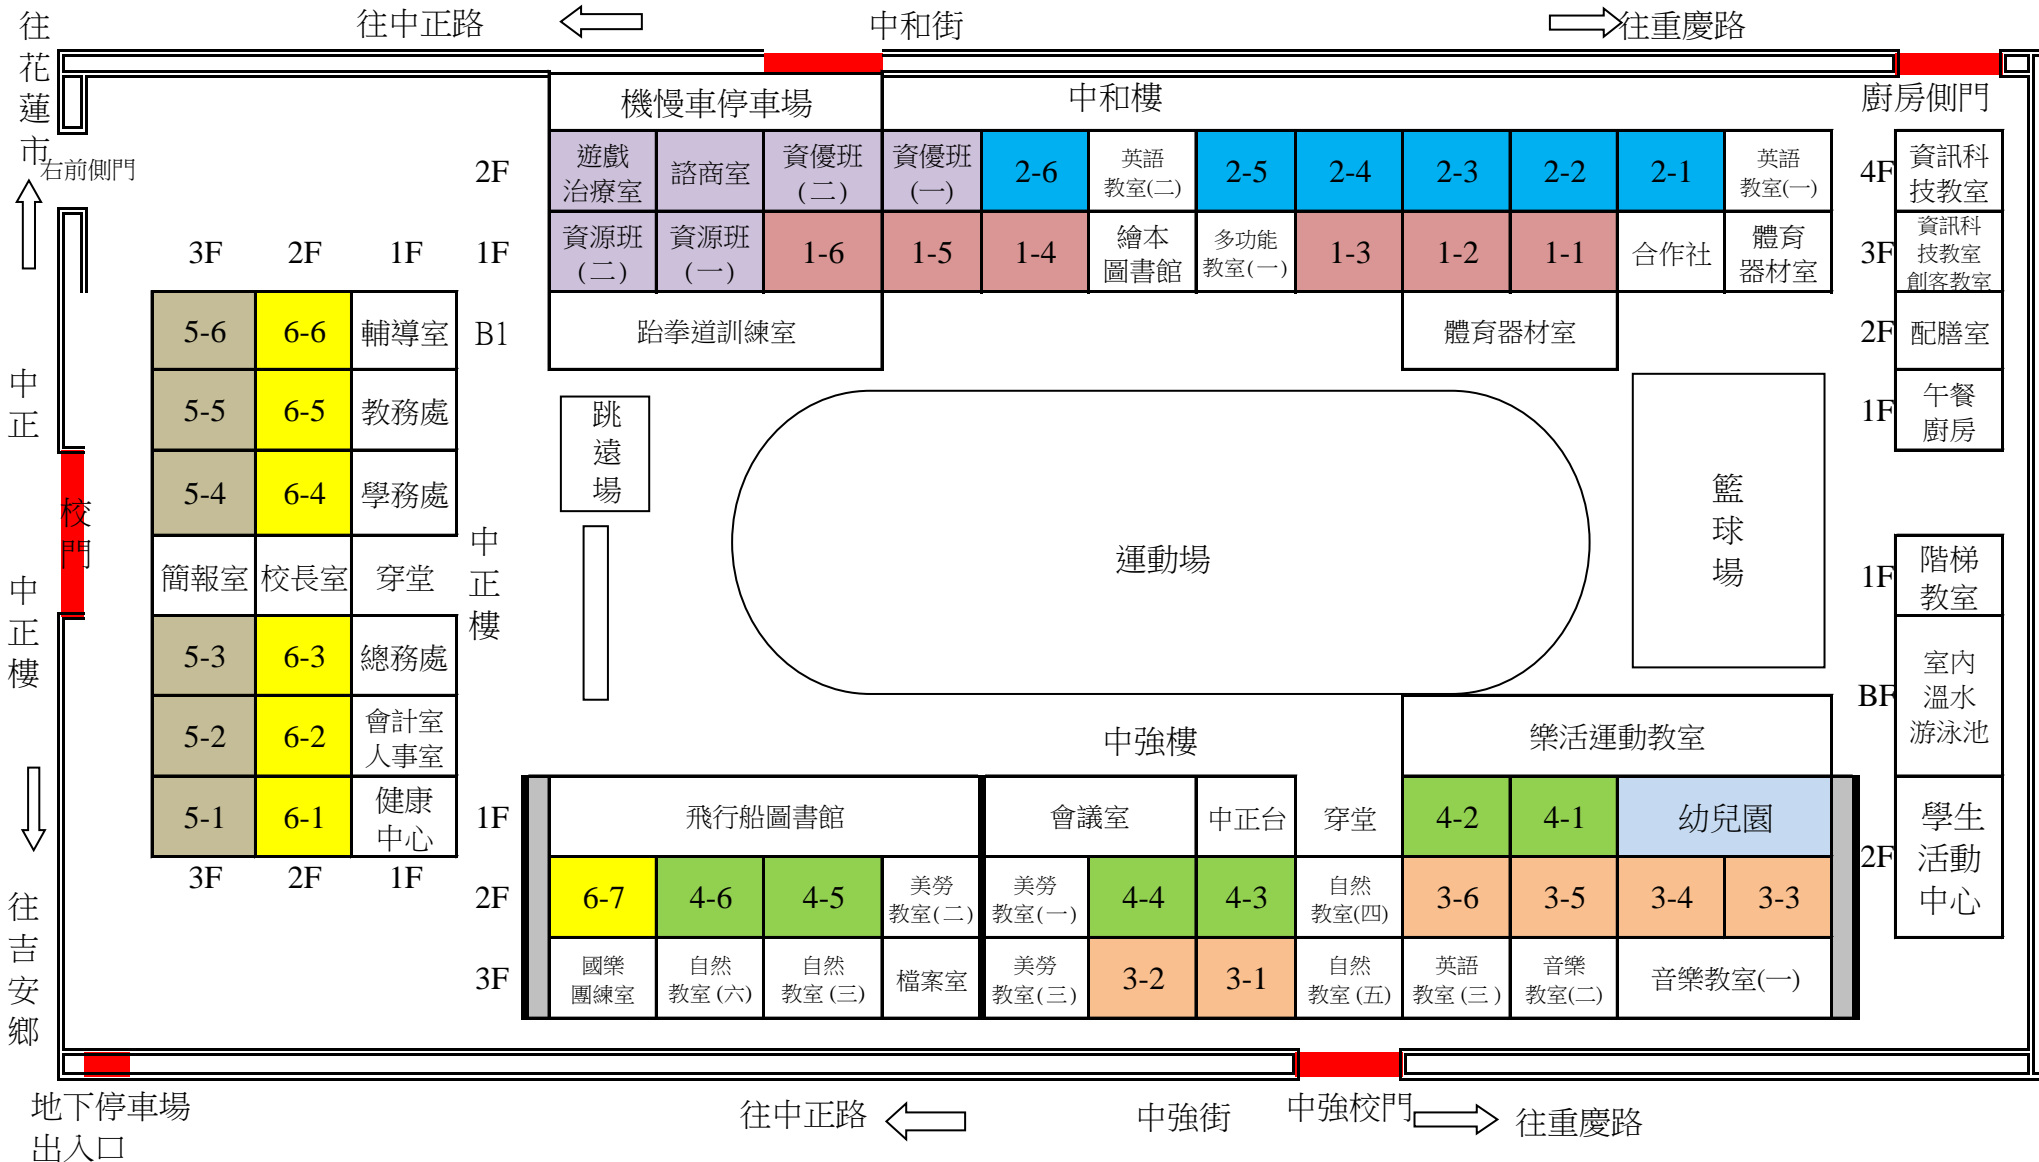 往中正路
中和街
往重慶路
往花蓮市
右前側門
機慢車停車場
中和樓
廚房側門
2F
遊戲
治療室
諮商室
資優班
(二)
資優班
(一)
2-6
英語
教室(二)
2-5
2-4
2-3
2-2
2-1
英語
教室(一)
4F
資訊科
技教室
3F
2F
1F
1F
資源班
(二)
資源班
(一)
1-6
1-5
1-4
繪本
圖書館
多功能
教室(一)
1-3
1-2
1-1
合作社
體育
器材室
3F
資訊科
技教室
創客教室
5-6
6-6
輔導室
B1
跆拳道訓練室
體育器材室
2F
配膳室
中正
5-5
6-5
教務處
跳遠場
1F
午餐
廚房
5-4
6-4
學務處
校門
籃球場
中正樓
簡報室
校長室
穿堂
中正樓
運動場
1F
階梯
教室
5-3
6-3
總務處
BF
室內
溫水
游泳池
5-2
6-2
會計室
人事室
中強樓
樂活運動教室
5-1
6-1
健康
中心
1F
飛行船圖書館
會議室
中正台
穿堂
4-2
4-1
幼兒園
2F
學生
活動
中心
3F
2F
1F
2F
6-7
4-6
4-5
美勞
教室(二)
美勞
教室(一)
4-4
4-3
自然
教室(四)
3-6
3-5
3-4
3-3
往吉安鄉
3F
國樂
團練室
自然
教室(六)
自然
教室(三)
檔案室
美勞
教室(三)
3-2
3-1
自然
教室(五)
英語
教室(三)
音樂
教室(二)
音樂教室(一)
地下停車場
出入口
往中正路
中強街
中強校門
往重慶路